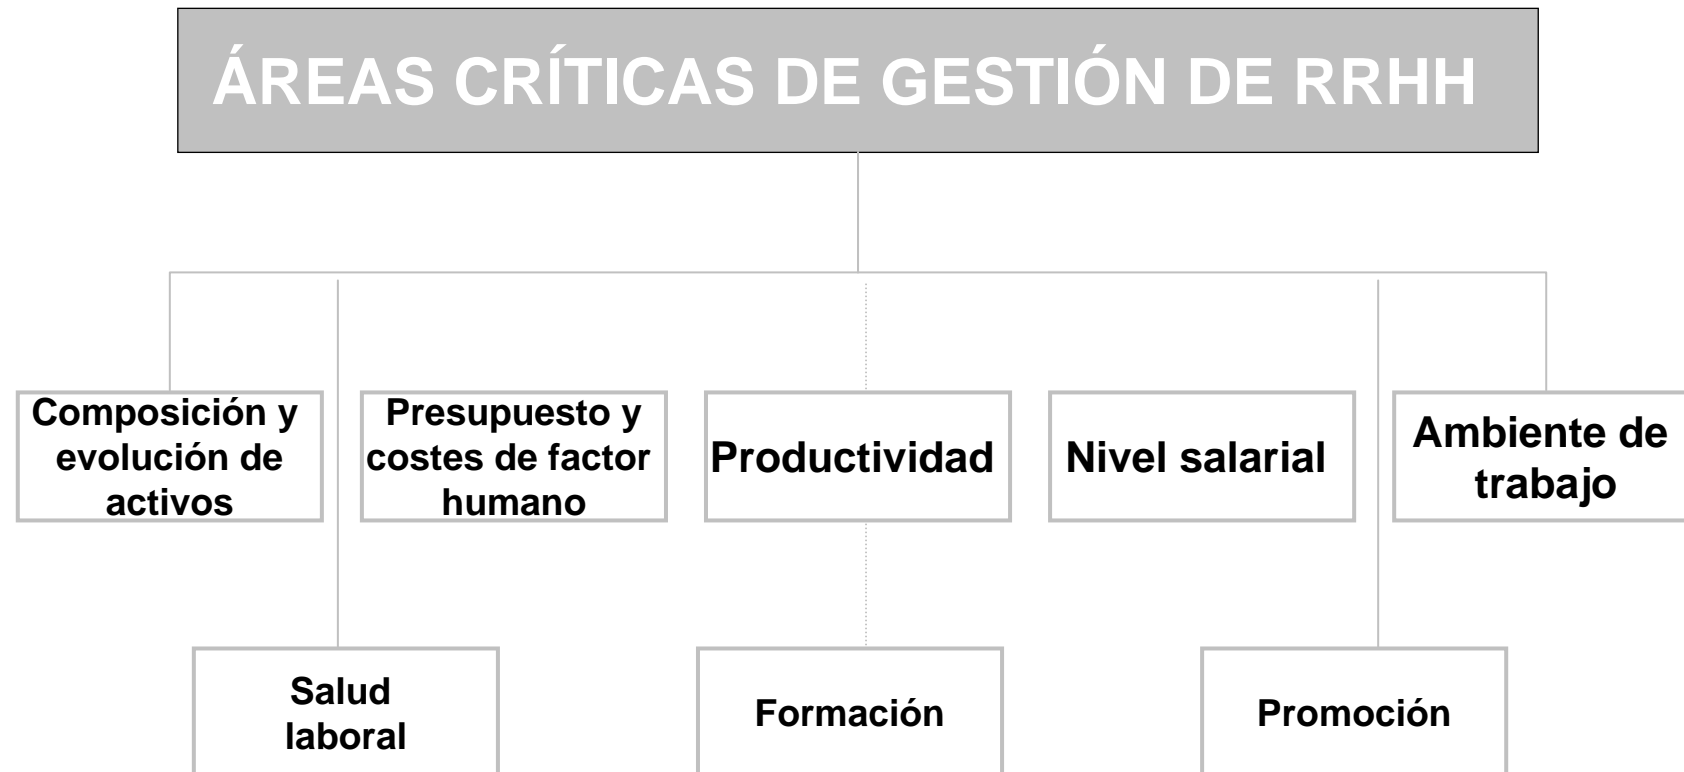 ÁREAS CRÍTICAS DE GESTIÓN DE RRHH
Composición y
evolución de
activos
Presupuesto y
costes de factor
humano
Productividad
Nivel salarial
Ambiente de
trabajo
Salud
laboral
Formación
Promoción